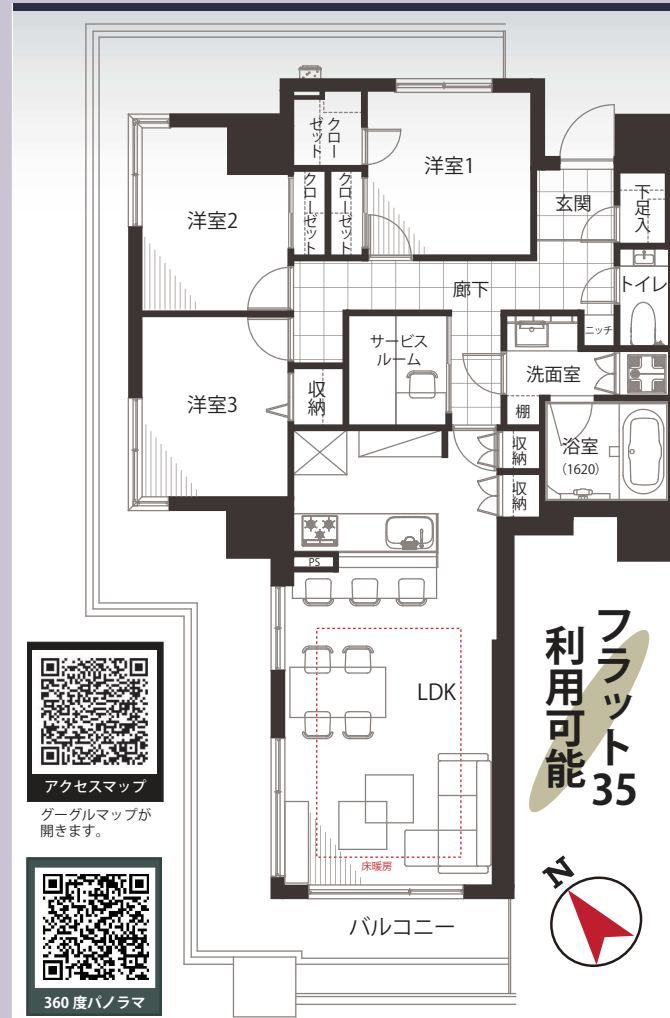 クローゼット
洋室1
クローゼット
クローゼット
洋室2
玄関
下足入
トイレ
廊下
ニッチ
サービス
ルーム
洗面室
棚
洋室3
収納
収納
収納
浴室
(1620)
PS
LDK
床暖房
バルコニー
フラット35
利用可能
アクセスマップ
グーグルマップが
開きます。
360度パノラマ
N